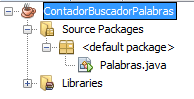 ContadorBuscadorPalabras
Source Packages
<default package>
Palabras.java
Libraries